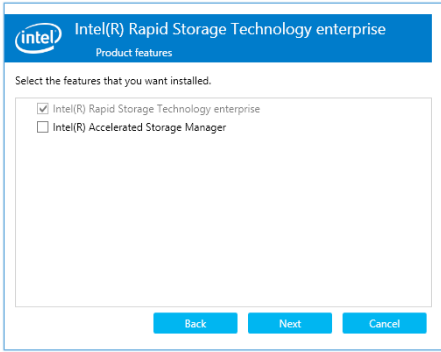 intel
Intel(R) Rapid Storage Technology enterprise
Product features
Select the features that you want installed.
Intel(R) Rapid Storage Technology enterprise
Intel(R) Accelerated Storage Manager
Back Next Cancel